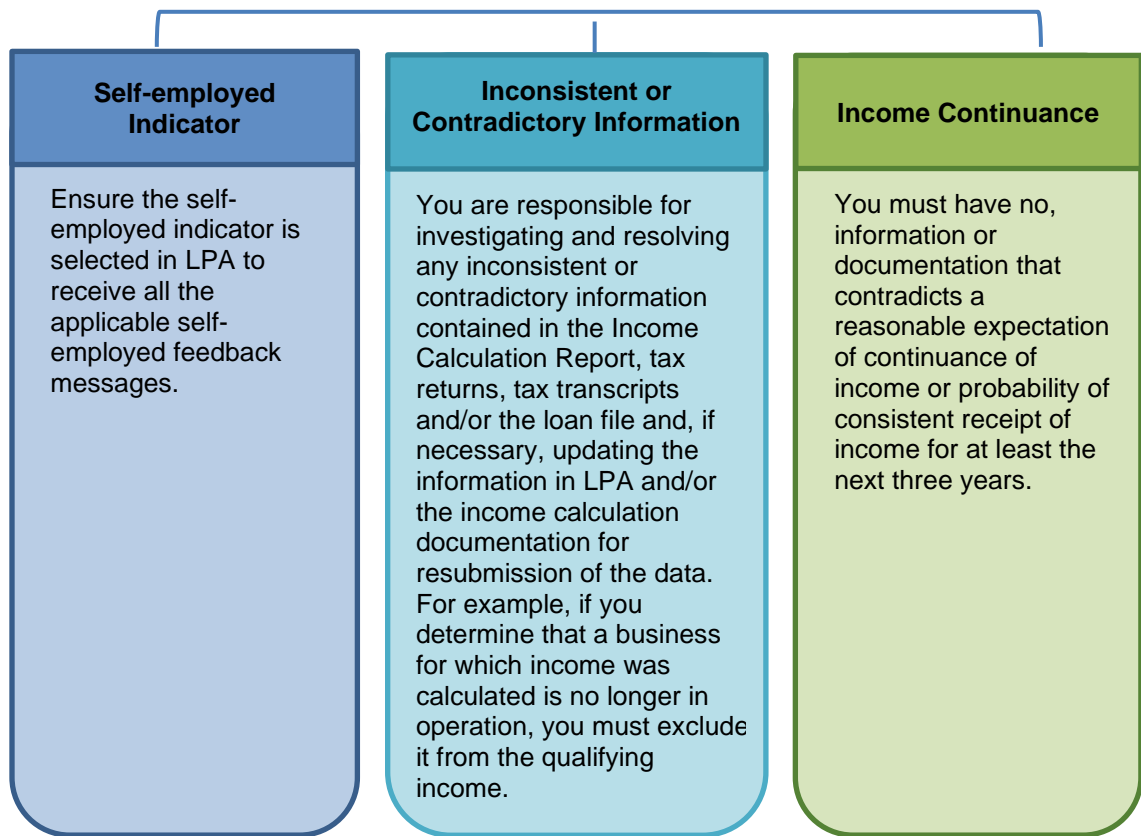 Self-employed
Indicator
Ensure the self-
employed indicator is
selected in LPA to
receive all the
applicable self-
employed feedback
messages.
Inconsistent or
Contradictory Information
You are responsible for
investigating and resolving
any inconsistent or
contradictory information
contained in the Income
Calculation Report, tax
returns, tax transcripts
and/or the loan file and, if
necessary, updating the
information in LPA and/or
the income calculation
documentation for
resubmission of the data.
For example, if you
determine that a business
for which income was
calculated is no longer in
operation, you must exclude
it from the qualifying
income.
Income Continuance
You must have no,
information or
documentation that
contradicts a
reasonable expectation
of continuance of
income or probability of
consistent receipt of
income for at least the
next three years.